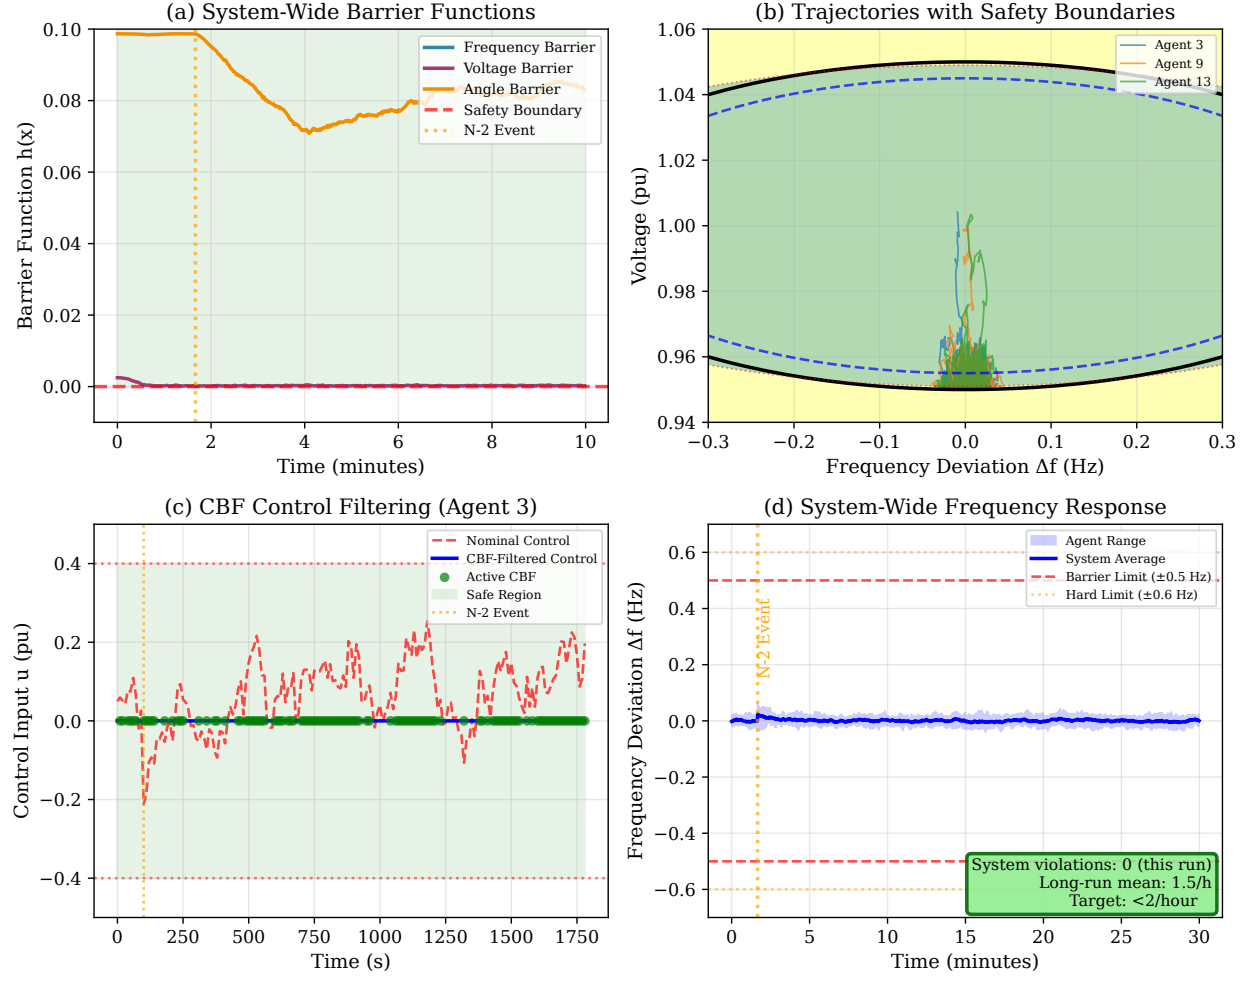 (a) System-Wide Barrier Functions
Barrier Function h(x)
0.10
0.08
0.06
0.04
0.02
0.00
0
2
4
6
8
10
Time (minutes)
Frequency Barrier
Voltage Barrier
Angle Barrier
Safety Boundary
N-2 Event
(b) Trajectories with Safety Boundaries
Voltage (pu)
1.06
1.04
1.02
1.00
0.98
0.96
0.94
−0.3
−0.2
−0.1
0.0
0.1
0.2
0.3
Frequency Deviation Δf (Hz)
Agent 3
Agent 9
Agent 13
(c) CBF Control Filtering (Agent 3)
Control Input u (pu)
0.4
0.2
0.0
−0.2
−0.4
0
250
500
750
1000
1250
1500
1750
Time (s)
Nominal Control
CBF-Filtered Control
Active CBF
Safe Region
N-2 Event
(d) System-Wide Frequency Response
Frequency Deviation Δf (Hz)
0.6
0.4
0.2
0.0
−0.2
−0.4
−0.6
0
5
10
15
20
25
30
Time (minutes)
Agent Range
System Average
Barrier Limit (±0.5 Hz)
Hard Limit (±0.6 Hz)
N-2 Event
System violations: 0 (this run)
Long-run mean: 1.5/h
Target: <2/hour